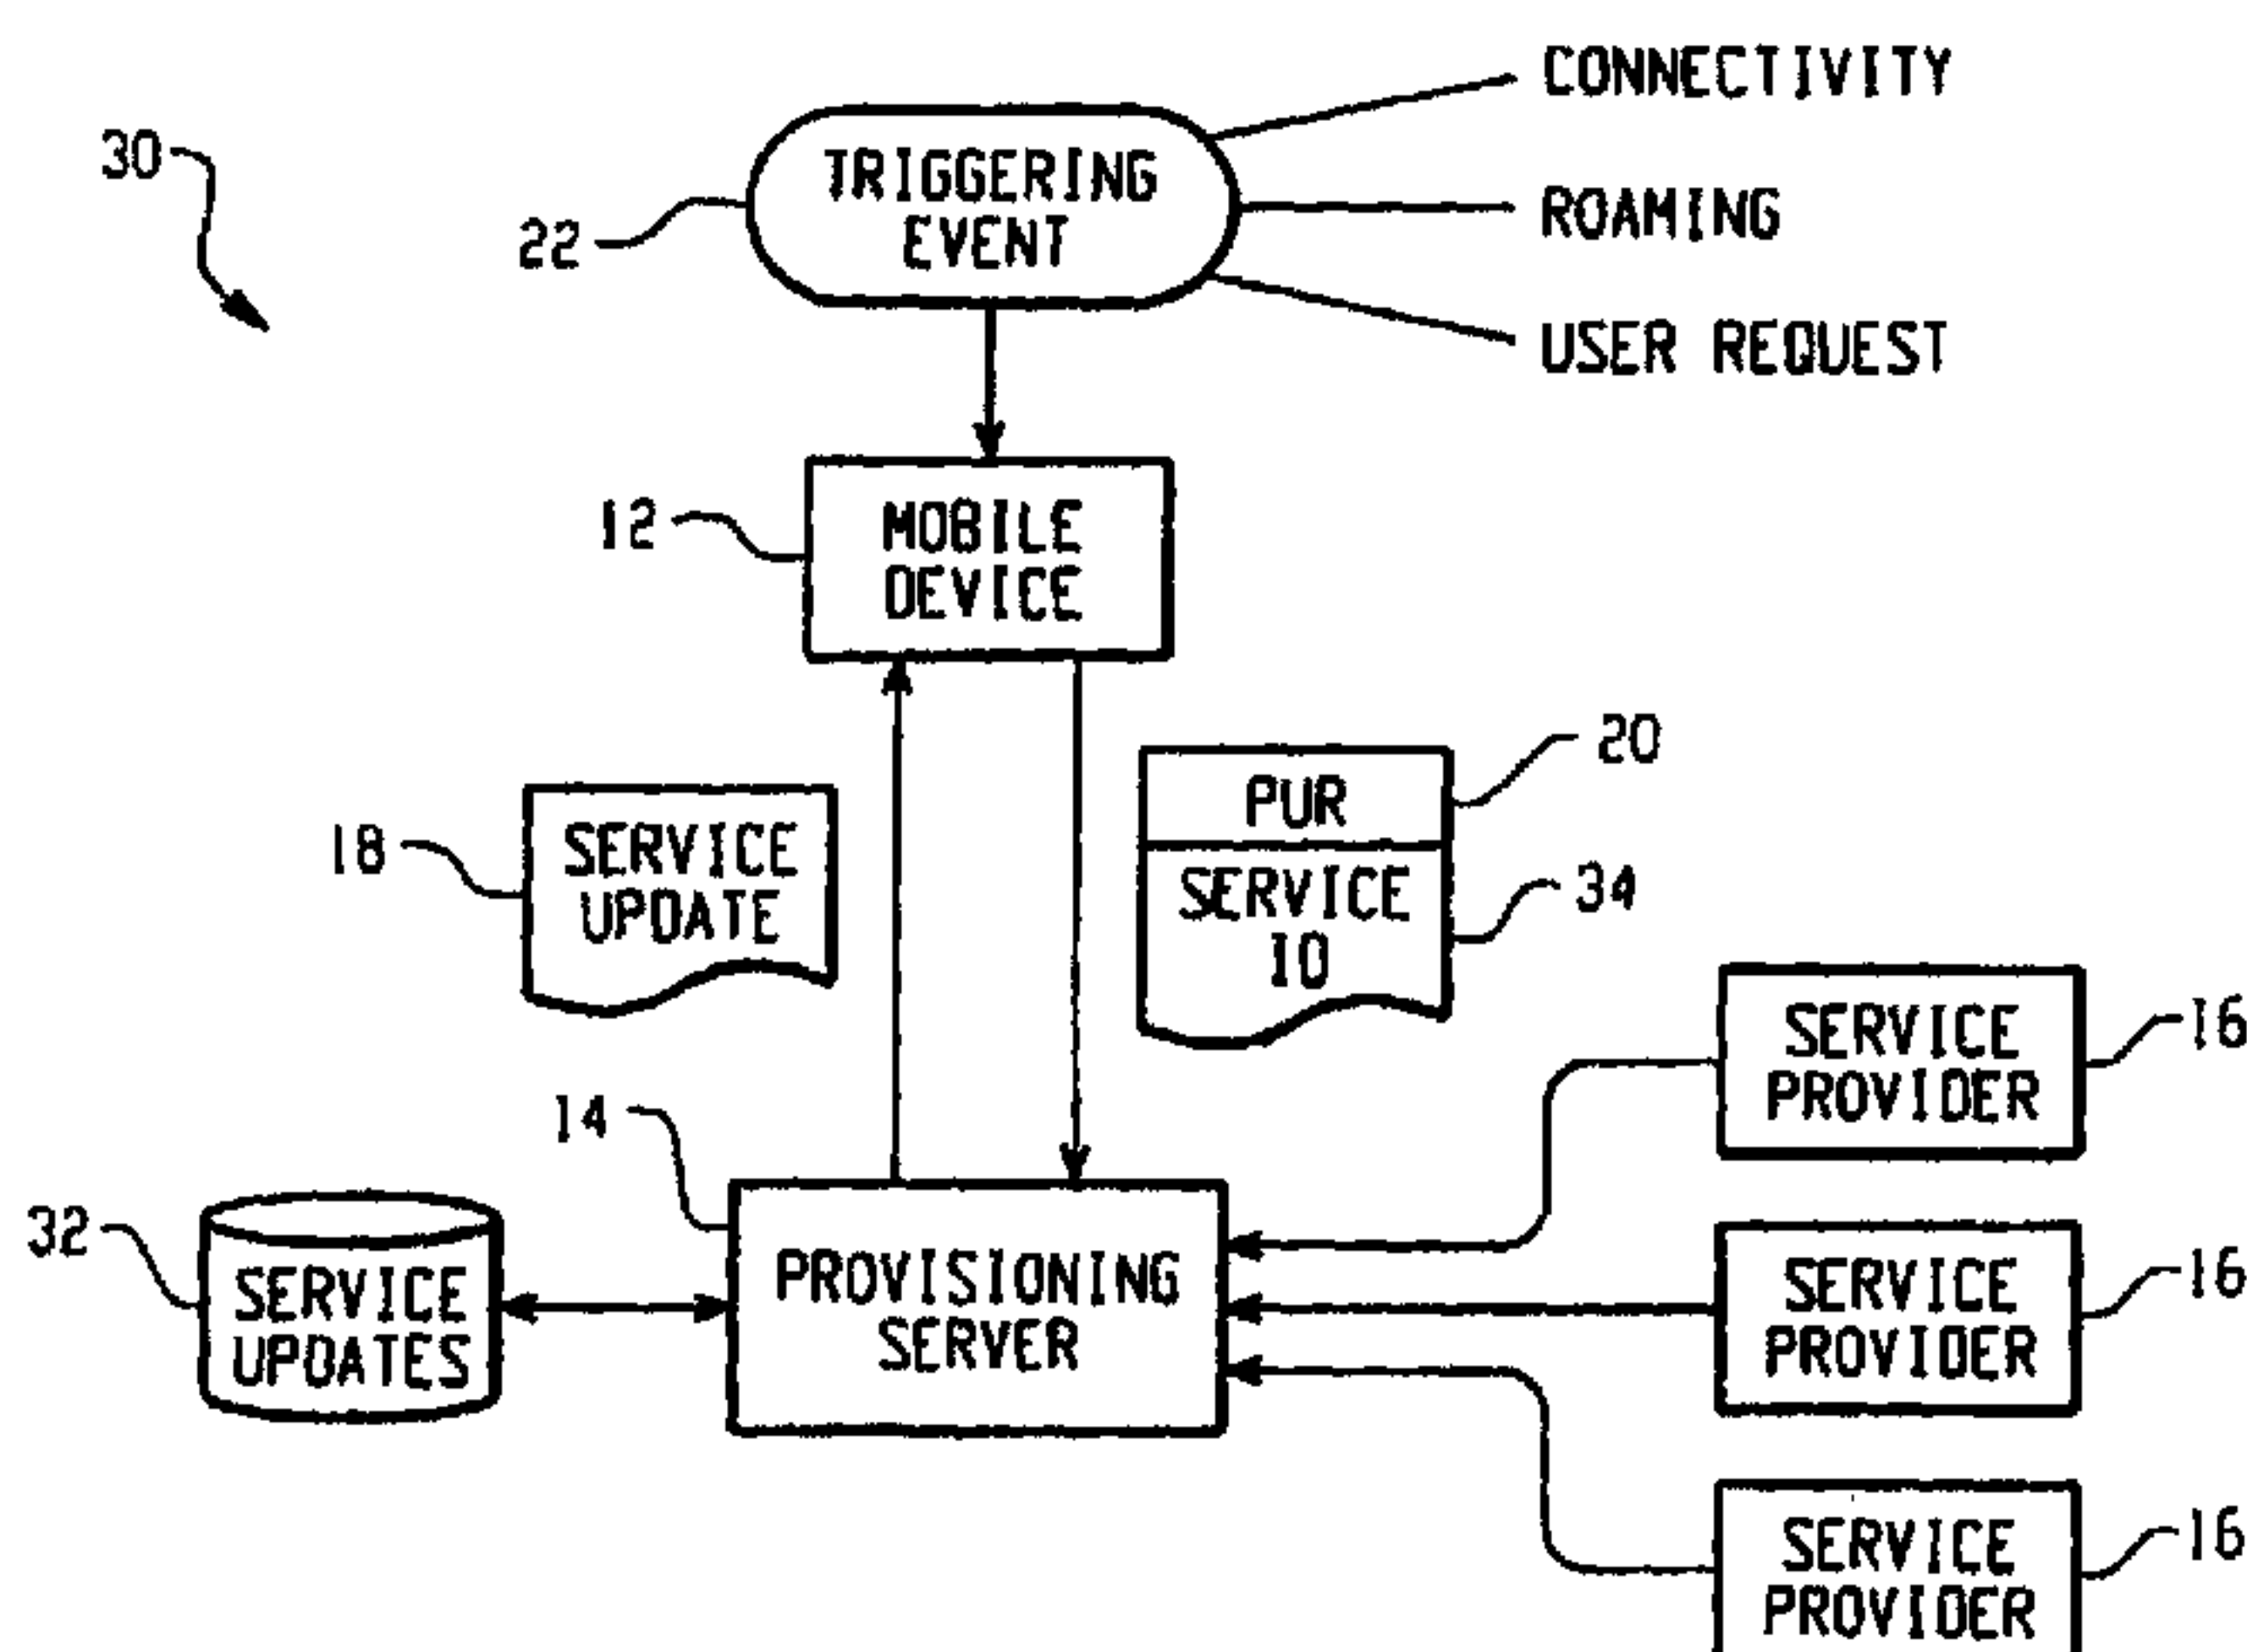 CONNECTIVITY
30
TRIGGERING
EVENT
22
ROAMING
USER REQUEST
12
MOBILE
DEVICE
20
PUR
18
SERVICE
UPDATE
SERVICE
ID
34
SERVICE
PROVIDER
16
14
32
SERVICE
UPDATES
PROVISIONING
SERVER
SERVICE
PROVIDER
16
SERVICE
PROVIDER
16